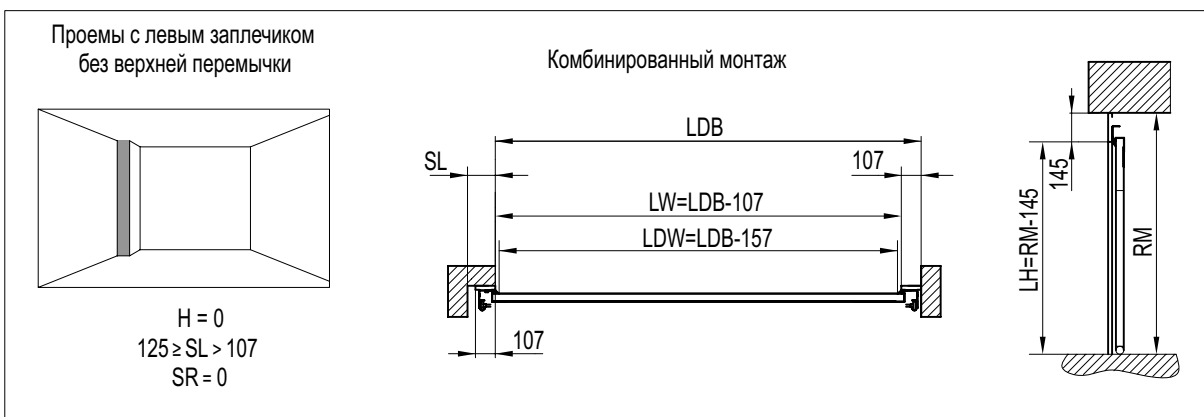 Проемы с левым заплечиком
без верхней перемычки
H = 0
125 ≥ SL > 107
SR = 0
Комбинированный монтаж
LDB
SL
107
LW=LDB-107
LDW=LDB-157
107
145
LH=RM-145
RM